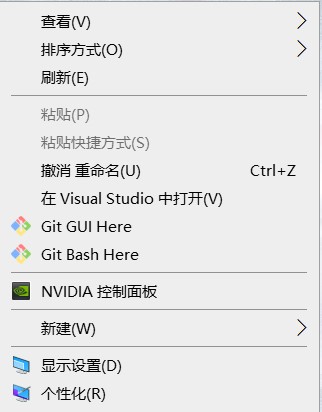 查看(V)
排序方式(O)
刷新(E)
粘贴(P)
粘贴快捷方式(S)
撤消 重命名(U) Ctrl+Z
在 Visual Studio 中打开(V)
Git GUI Here
Git Bash Here
NVIDIA 控制面板
新建(W)
显示设置(D)
个性化(R)